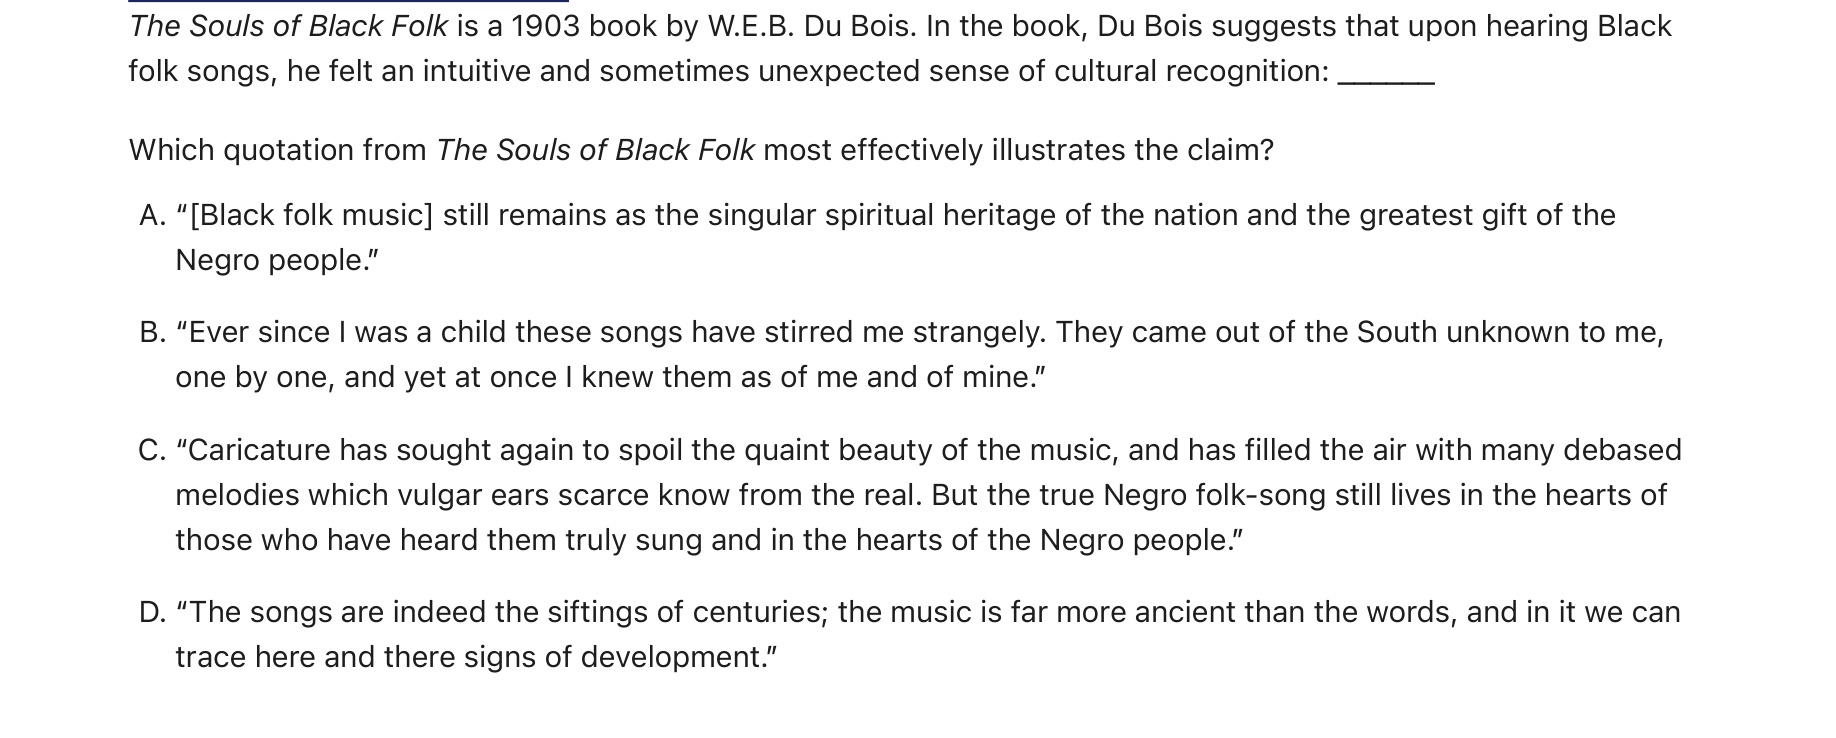 The Souls of Black Folk is a 1903 book by W.E.B. Du Bois. In the book, Du Bois suggests that upon hearing Black
folk songs, he felt an intuitive and sometimes unexpected sense of cultural recognition: ______
Which quotation from The Souls of Black Folk most effectively illustrates the claim?
A. “[Black folk music] still remains as the singular spiritual heritage of the nation and the greatest gift of the
Negro people.”
B. “Ever since I was a child these songs have stirred me strangely. They came out of the South unknown to me,
one by one, and yet at once I knew them as of me and of mine.”
C. “Caricature has sought again to spoil the quaint beauty of the music, and has filled the air with many debased
melodies which vulgar ears scarce know from the real. But the true Negro folk-song still lives in the hearts of
those who have heard them truly sung and in the hearts of the Negro people.”
D. “The songs are indeed the siftings of centuries; the music is far more ancient than the words, and in it we can
trace here and there signs of development.”